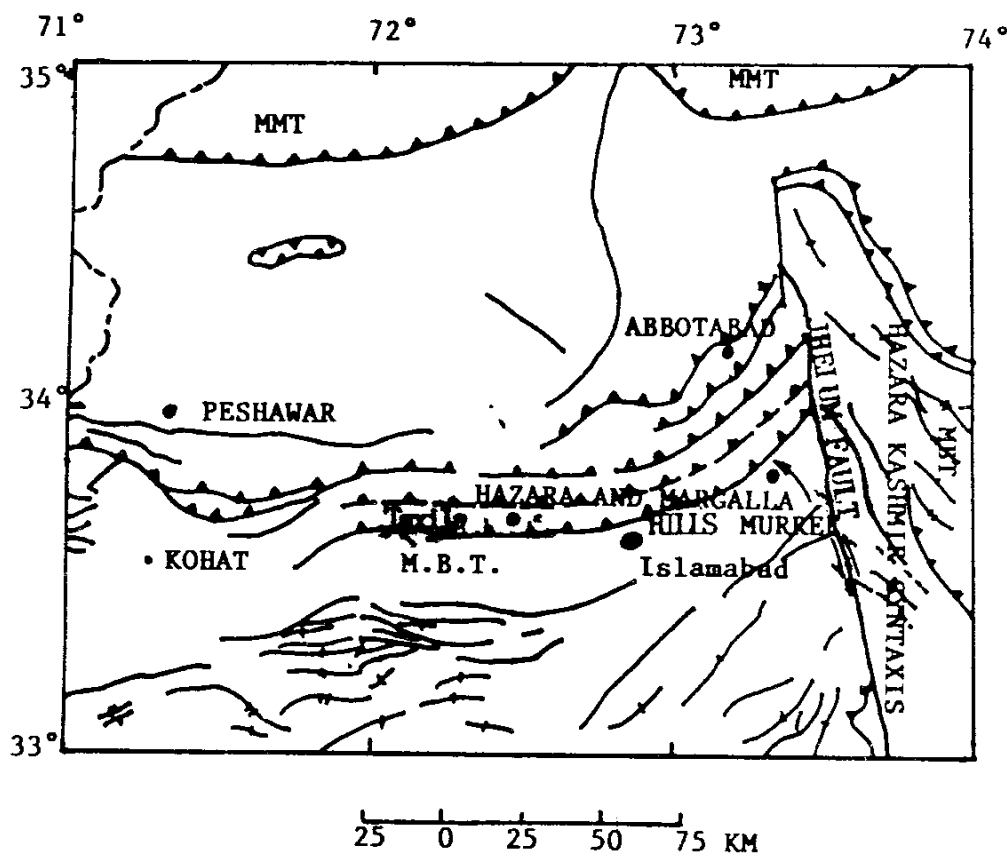 71° 72° 73° 74°
35°
MMT
MMT
ABBOTABAD
34°
PESHAWAR
JHELUM FAULT
HAZARA KASHMIR SYNTAXIS
MBT
HAZARA AND MARGALLA
HILLS MURREE
KOHAT
M.B.T.
Islamabad
33°
25 0 25 50 75 KM